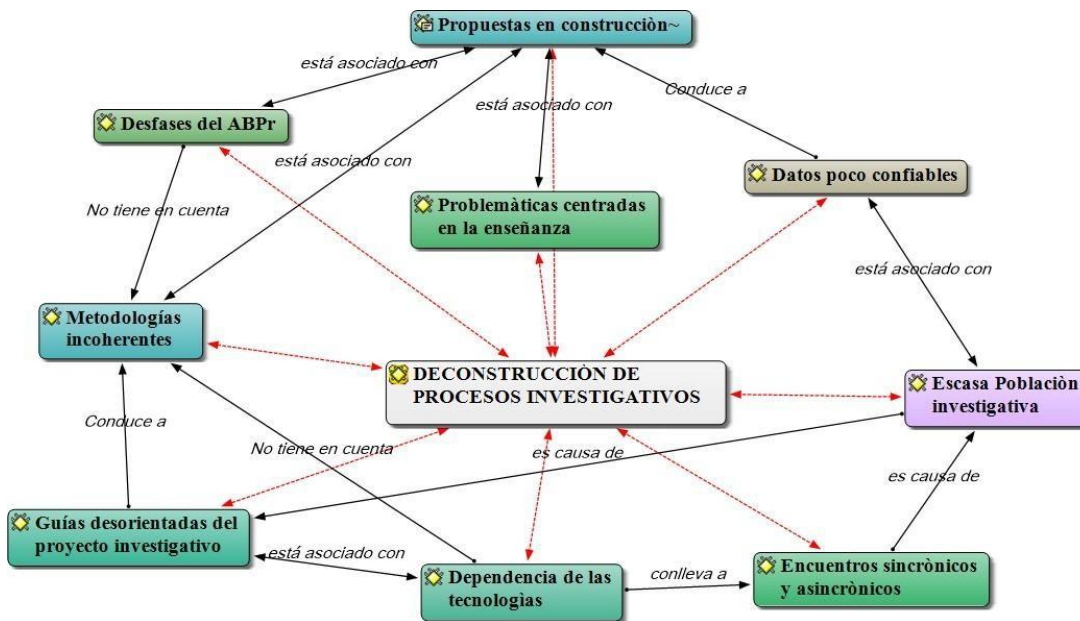 Propuestas en construcciòn~
está asociado con
Conduce a
está asociado con
Desfases del ABPr
está asociado con
Datos poco confiables
No tiene en cuenta
Problemàticas centradas
en la enseñanza
está asociado con
Metodologías
incoherentes
DECONSTRUCCIÒN DE
PROCESOS INVESTIGATIVOS
Escasa Poblaciòn
investigativa
Conduce a
No tiene en cuenta
es causa de
es causa de
Guías desorientadas del
proyecto investigativo
está asociado con
Dependencia de las
tecnologìas
conlleva a
Encuentros sincrònicos
y asincrònicos